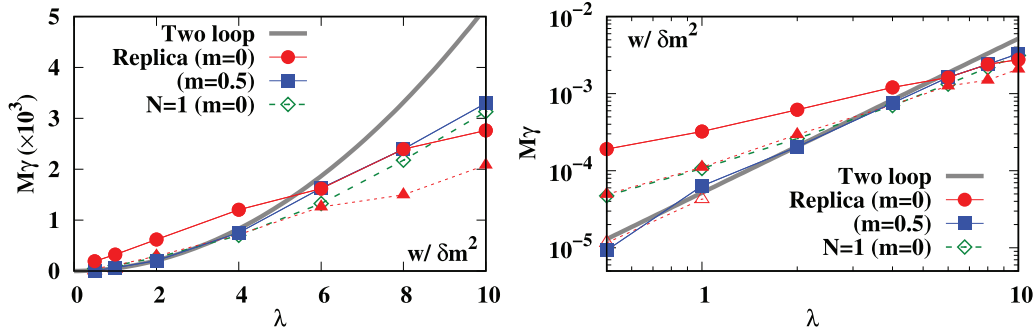 5
4
3
2
1
0
Mγ (×10³)
Two loop
Replica (m=0)
(m=0.5)
N=1 (m=0)
w/ δm²
0 2 4 6 8 10
λ
10⁻²
10⁻³
10⁻⁴
10⁻⁵
Mγ
w/ δm²
Two loop
Replica (m=0)
(m=0.5)
N=1 (m=0)
1 10
λ